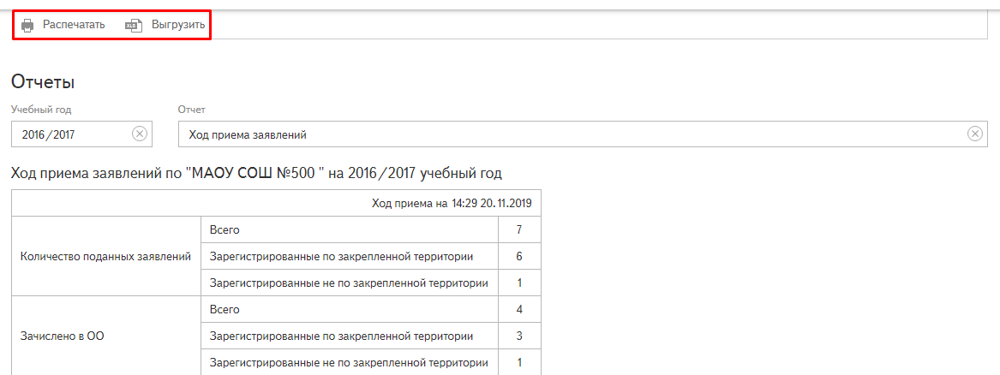 Распечатать XLS Выгрузить
Отчеты
Учебный год Отчет
2016/2017 Ход приема заявлений
Ход приема заявлений по "МАОУ СОШ №500 " на 2016/2017 учебный год
Ход приема на 14:29 20.11.2019
Количество поданных заявлений
Всего 7
Зарегистрированные по закрепленной территории 6
Зарегистрированные не по закрепленной территории 1
Зачислено в ОО
Всего 4
Зарегистрированные по закрепленной территории 3
Зарегистрированные не по закрепленной территории 1